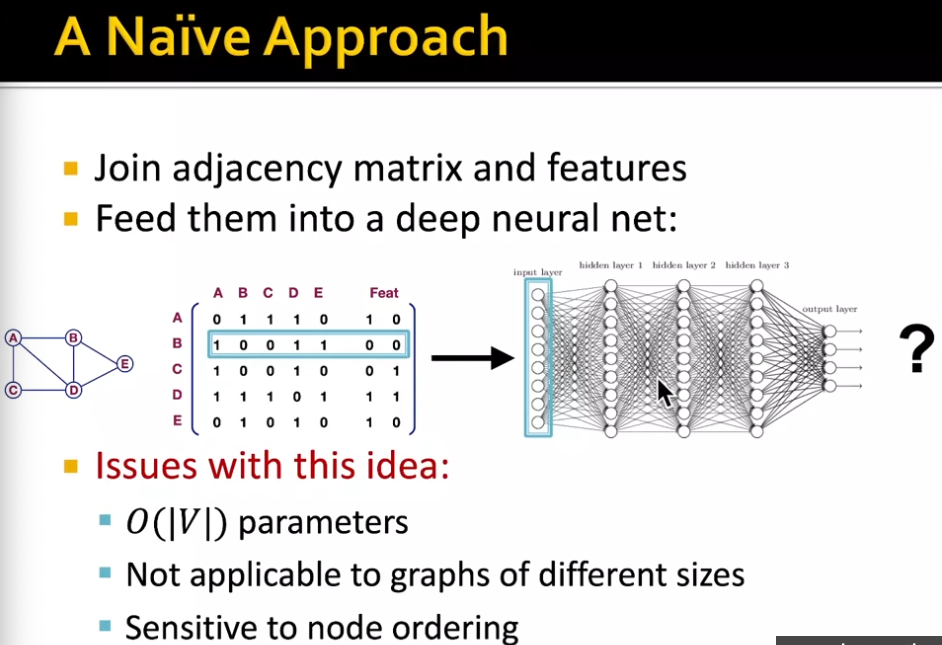 A Naïve Approach
Join adjacency matrix and features
Feed them into a deep neural net:
A B C D E Feat
A 0 1 1 1 0 1 0
B 1 0 0 1 1 0 0
C 1 0 0 1 0 0 1
D 1 1 1 0 1 1 1
E 0 1 0 1 0 1 0
A B
E
C D
input layer
hidden layer 1 hidden layer 2 hidden layer 3
output layer
?
Issues with this idea:
O(|V|) parameters
Not applicable to graphs of different sizes
Sensitive to node ordering